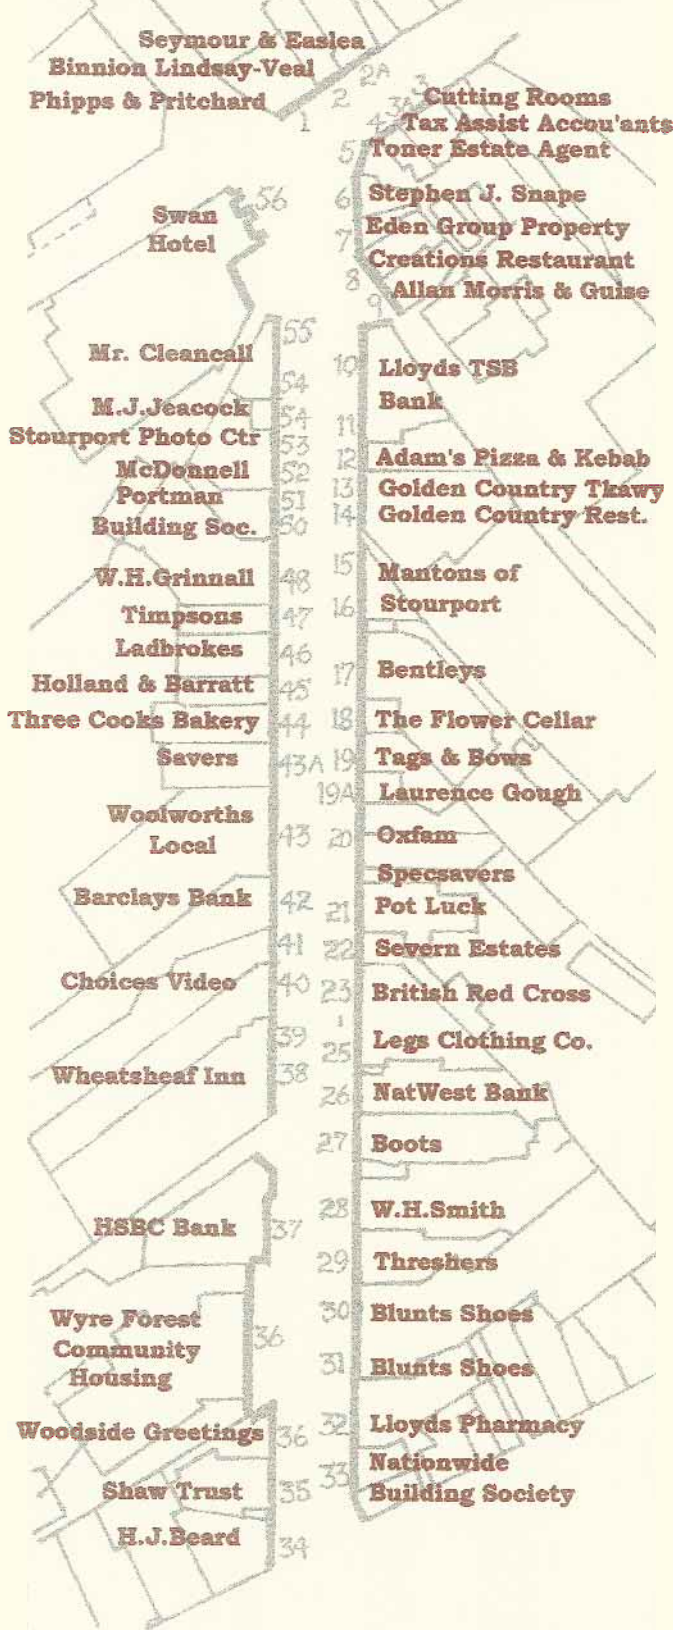 Seymour & Easlea
Binnion Lindsay-Veal
Phipps & Pritchard
1
2
2A
3
3A
4
5
Cutting Rooms
Tax Assist Accou'ants
Toner Estate Agent
56
Swan
Hotel
6
7
8
9
Stephen J. Snape
Eden Group Property
Creations Restaurant
Allan Morris & Guise
55
Mr. Cleancall
54
M.J.Jeacock
54
Stourport Photo Ctr
53
McDonnell
52
Portman
51
Building Soc.
50
W.H.Grinnall
48
Timpsons
47
Ladbrokes
46
Holland & Barratt
45
Three Cooks Bakery
44
Savers
43A
Woolworths
Local
43
Barclays Bank
42
41
Choices Video
40
39
Wheatsheaf Inn
38
HSBC Bank
37
Wyre Forest
Community
Housing
36
Woodside Greetings
36
Shaw Trust
35
H.J.Beard
34
10
Lloyds TSB
Bank
11
12
Adam's Pizza & Kebab
13
Golden Country Tkawy
14
Golden Country Rest.
15
Mantons of
Stourport
16
17
Bentleys
18
The Flower Cellar
19
Tags & Bows
19A
Laurence Gough
20
Oxfam
Specsavers
21
Pot Luck
22
Severn Estates
23
British Red Cross
1
25
Legs Clothing Co.
26
NatWest Bank
27
Boots
28
W.H.Smith
29
Threshers
30
Blunts Shoes
31
Blunts Shoes
32
Lloyds Pharmacy
33
Nationwide
Building Society